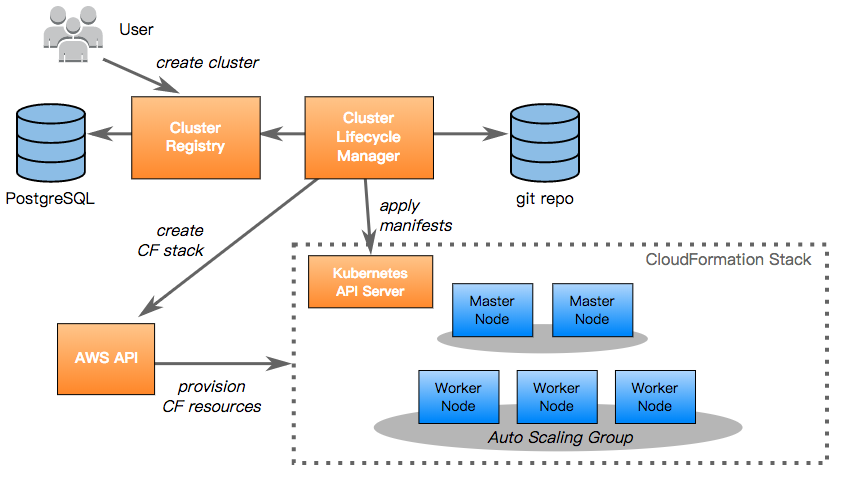 User
create cluster
Cluster
Registry
Cluster
Lifecycle
Manager
PostgreSQL
git repo
create
CF stack
apply
manifests
CloudFormation Stack
Kubernetes
API Server
Master
Node
Master
Node
AWS API
provision
CF resources
Worker
Node
Worker
Node
Worker
Node
Auto Scaling Group